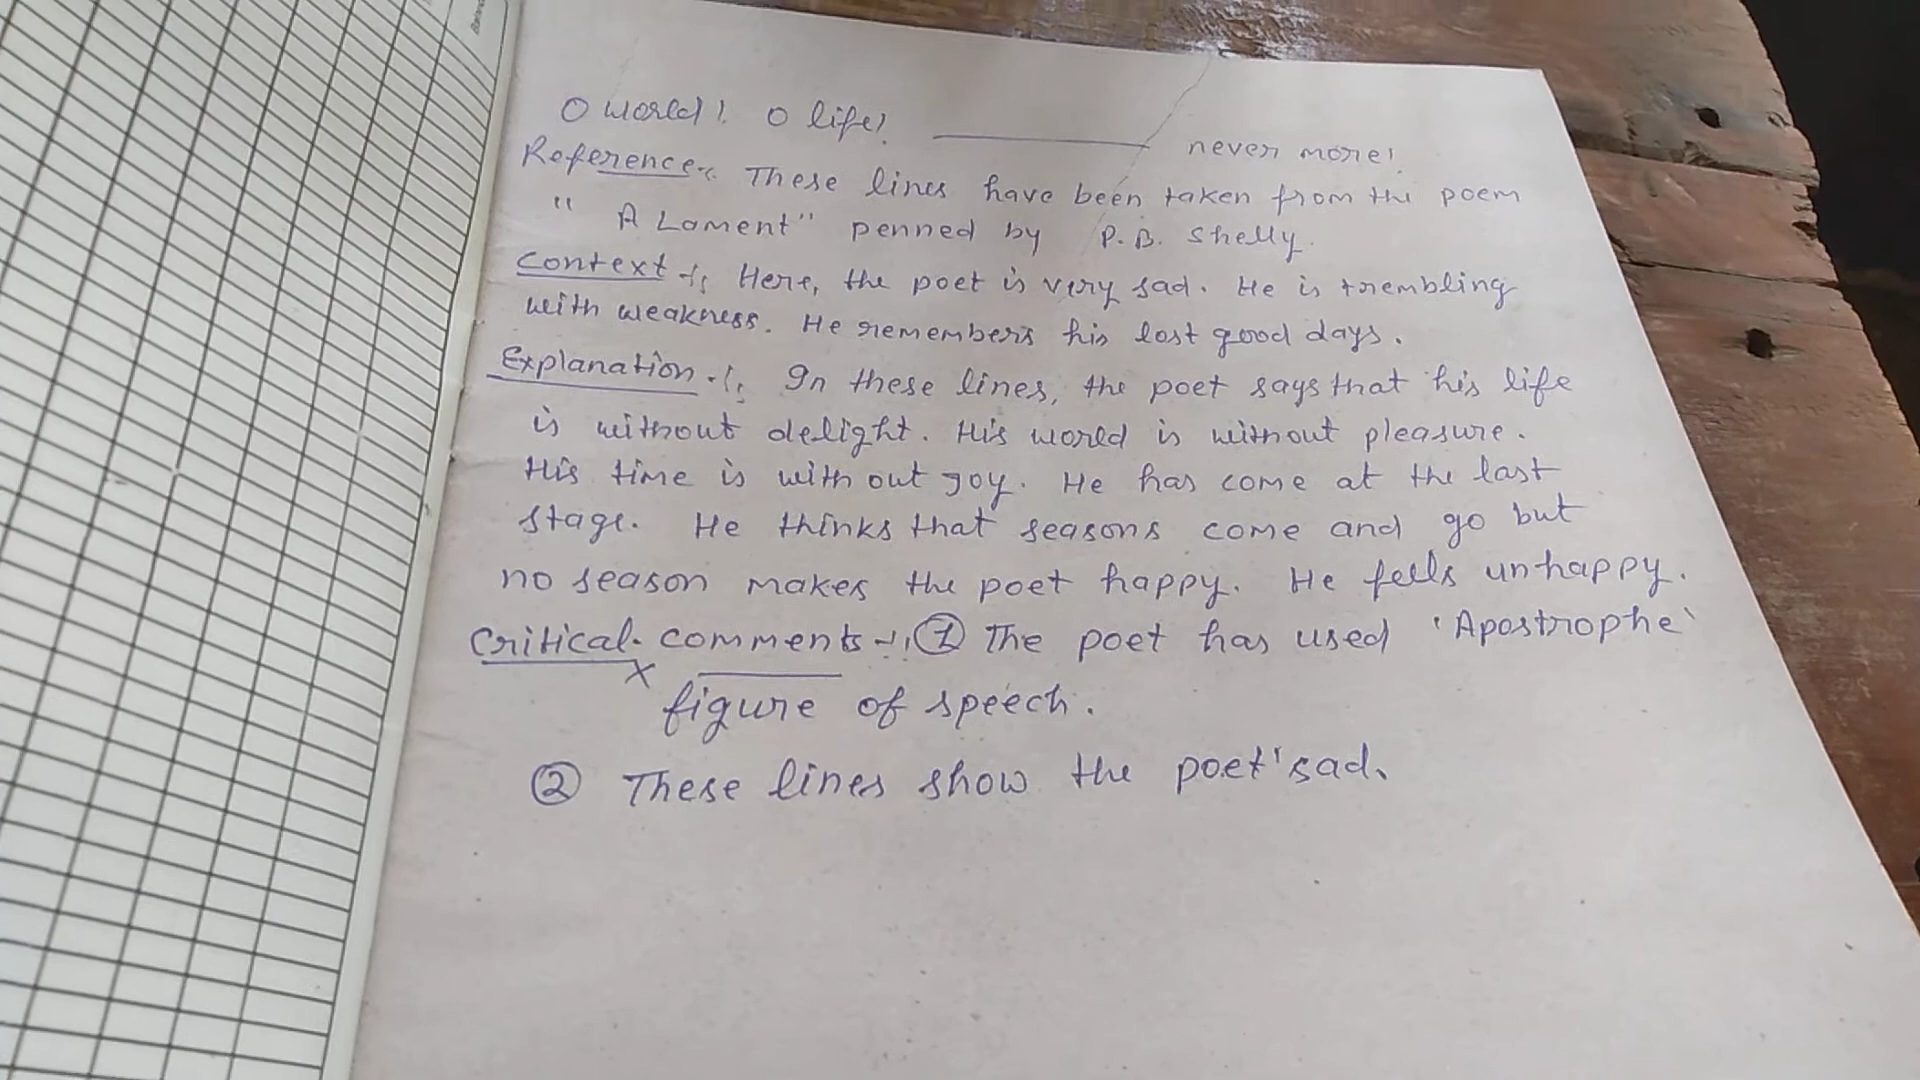 O world! O life! ________ never more!
Reference:- These lines have been taken from the poem
" A Lament" penned by P.B. Shelly.
Context :- Here, the poet is very sad. He is trembling
with weakness. He remembers his lost good days.
Explanation :- In these lines, the poet says that his life
is without delight. His world is without pleasure.
His time is without joy. He has come at the last
stage. He thinks that seasons come and go but
no season makes the poet happy. He fells unhappy.
Critical comments :- ① The poet has used 'Apostrophe'
figure of speech.
② These lines show the poet'sad.